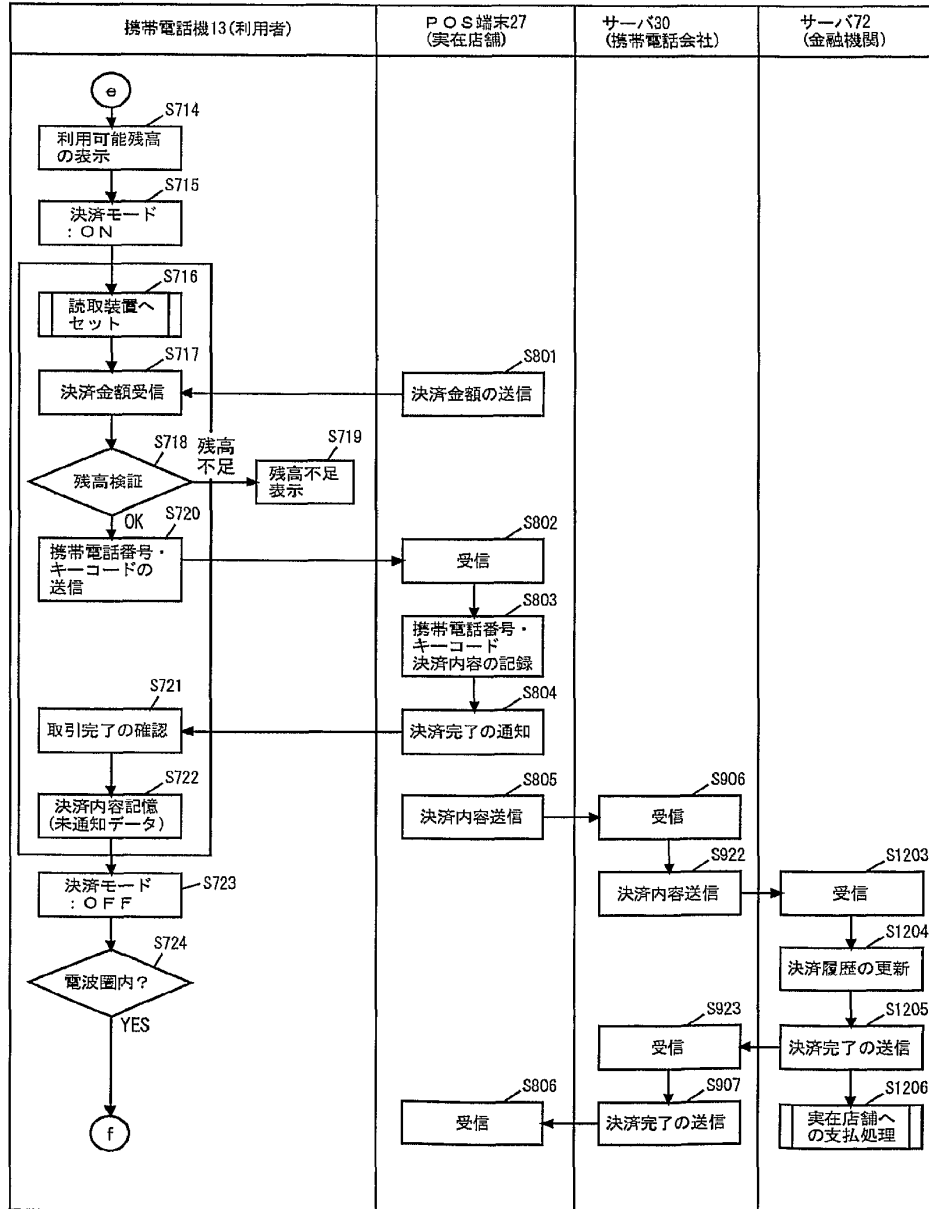 携帯電話機13(利用者)
POS端末27
(実在店舗)
サーバ30
(携帯電話会社)
サーバ72
(金融機関)
e
S714
利用可能残高
の表示
S715
決済モード
:ON
S716
読取装置へ
セット
S717
決済金額受信
S801
決済金額の送信
S718
残高検証
残高
不足
S719
残高不足
表示
OK
S720
携帯電話番号・
キーコードの
送信
S802
受信
S803
携帯電話番号・
キーコード
決済内容の記録
S721
取引完了の確認
S804
決済完了の通知
S722
決済内容記憶
(未通知データ)
S805
決済内容送信
S906
受信
S723
決済モード
:OFF
S922
決済内容送信
S1203
受信
S724
電波圏内?
YES
S1204
決済履歴の更新
S923
受信
S1205
決済完了の送信
f
S806
受信
S907
決済完了の送信
S1206
実在店舗へ
の支払処理